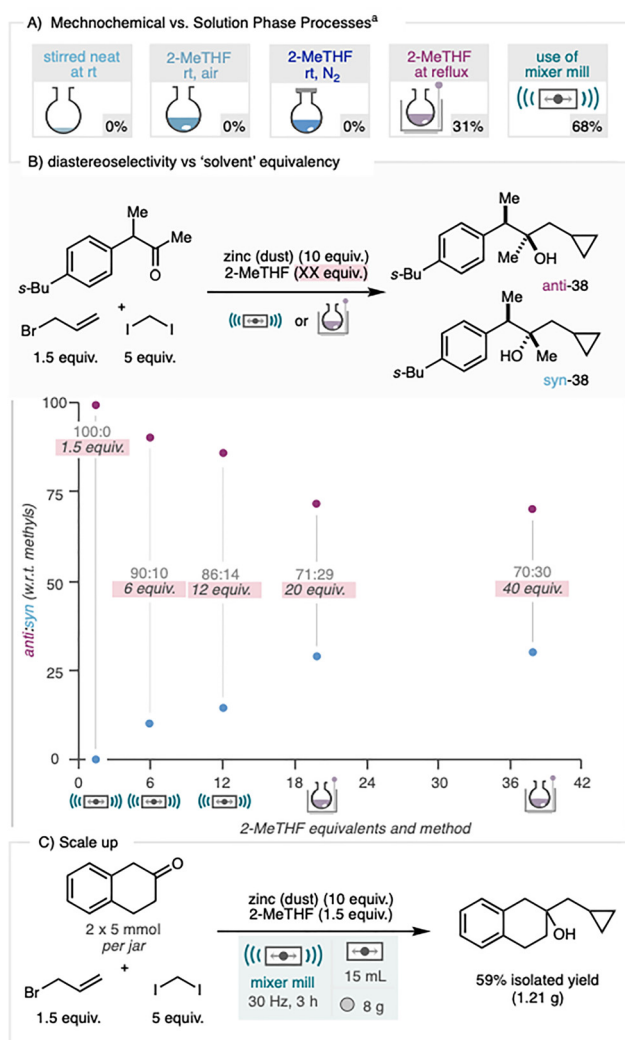 A) Mechnochemical vs. Solution Phase Processesa
stirred neat
at rt
0%
2-MeTHF
rt, air
0%
2-MeTHF
rt, N2
0%
2-MeTHF
at reflux
31%
use of
mixer mill
68%
B) diastereoselectivity vs 'solvent' equivalency
Me
Me
O
s-Bu
+
Br
I I
1.5 equiv. 5 equiv.
zinc (dust) (10 equiv.)
2-MeTHF (XX equiv.)
or
Me
Me OH
s-Bu
anti-38
Me
HO Me
s-Bu
syn-38
anti:syn (w.r.t. methyls)
100
75
50
25
0
100:0
1.5 equiv.
90:10
6 equiv.
86:14
12 equiv.
71:29
20 equiv.
70:30
40 equiv.
0 6 12 18 24 30 36 42
2-MeTHF equivalents and method
C) Scale up
O
2 x 5 mmol
per jar
+
Br
I I
1.5 equiv. 5 equiv.
zinc (dust) (10 equiv.)
2-MeTHF (1.5 equiv.)
mixer mill
30 Hz, 3 h
15 mL
8 g
OH
59% isolated yield
(1.21 g)